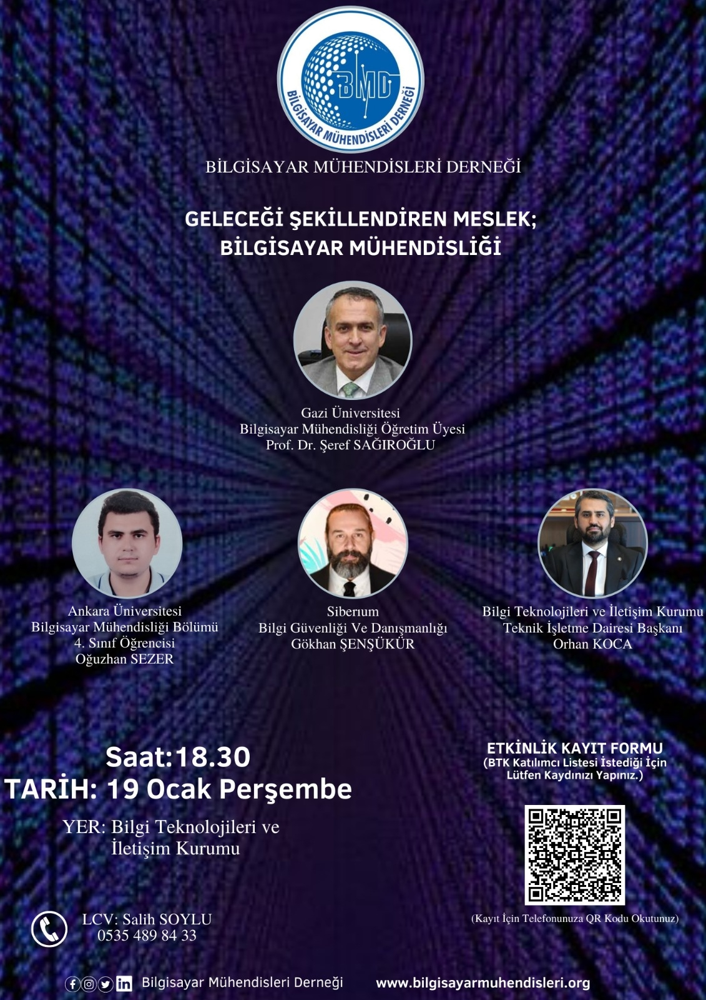 BMD
BİLGİSAYAR MÜHENDİSLERİ DERNEĞİ
BİLGİSAYAR MÜHENDİSLERİ DERNEĞİ
GELECEĞİ ŞEKİLLENDİREN MESLEK;
BİLGİSAYAR MÜHENDİSLİĞİ
Gazi Üniversitesi
Bilgisayar Mühendisliği Öğretim Üyesi
Prof. Dr. Şeref SAĞIROĞLU
Ankara Üniversitesi
Bilgisayar Mühendisliği Bölümü
4. Sınıf Öğrencisi
Oğuzhan SEZER
Siberıum
Bilgi Güvenliği Ve Danışmanlığı
Gökhan ŞENŞÜKÜR
Bilgi Teknolojileri ve İletişim Kurumu
Teknik İşletme Dairesi Başkanı
Orhan KOCA
Saat:18.30
TARİH: 19 Ocak Perşembe
YER: Bilgi Teknolojileri ve
İletişim Kurumu
ETKİNLİK KAYIT FORMU
(BTK Katılımcı Listesi İstediği İçin
Lütfen Kaydınızı Yapınız.)
(Kayıt İçin Telefonunuza QR Kodu Okutunuz)
LCV: Salih SOYLU
0535 489 84 33
Bilgisayar Mühendisleri Derneği
www.bilgisayarmuhendisleri.org